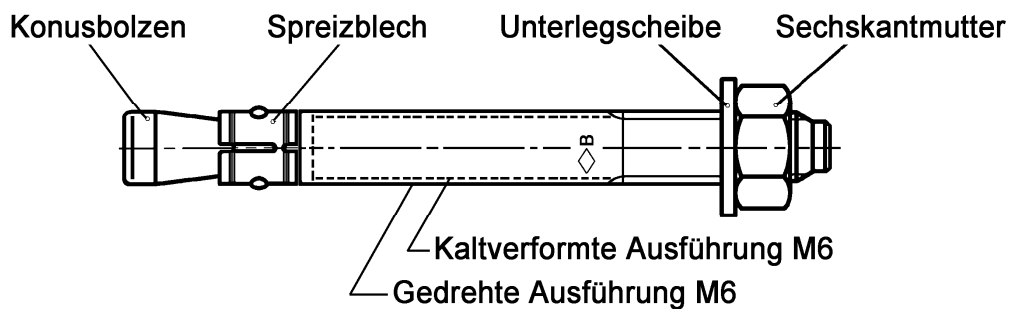 Konusbolzen Spreizblech Unterlegscheibe Sechskantmutter
B
Kaltverformte Ausführung M6
Gedrehte Ausführung M6